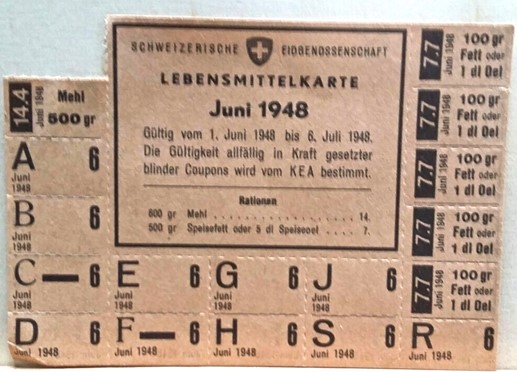 SCHWEIZERISCHE EIDGENOSSENSCHAFT
LEBENSMITTELKARTE
Juni 1948
Gültig vom 1. Juni 1948 bis 6. Juli 1948.
Die Gültigkeit allfällig in Kraft gesetzter
blinder Coupons wird vom KEA bestimmt.
Rationen
600 gr Mehl . . . . . . . . . . . . . . . . 14.
500 gr Speisefett oder 5 dl Speiseoel . . . 7.
14.4 Juni 1948 Mehl
500 gr
A 6
Juni
1948
B 6
Juni
1948
C — 6
Juni
1948
D 6
Juni 1948
E 6
Juni
1948
F — 6
Juni 1948
G 6
Juni
1948
H 6
Juni 1948
J 6
Juni
1948
S 6
Juni 1948
R 6
Juni 1948
7.7 Juni 1948 100 gr
Fett oder
1 dl Oel
7.7 Juni 1948 100 gr
Fett oder
1 dl Oel
7.7 Juni 1948 100 gr
Fett oder
1 dl Oel
7.7 Juni 1948 100 gr
Fett oder
1 dl Oel
7.7 Juni 1948 100 gr
Fett oder
1 dl Oel